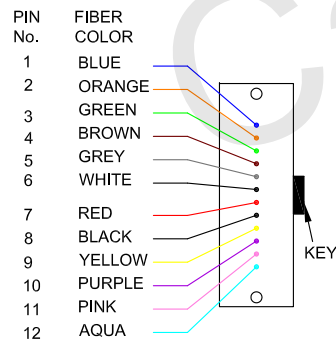 PIN FIBER
No. COLOR
1 BLUE
2 ORANGE
3 GREEN
4 BROWN
5 GREY
6 WHITE
7 RED
8 BLACK
9 YELLOW
10 PURPLE
11 PINK
12 AQUA
KEY